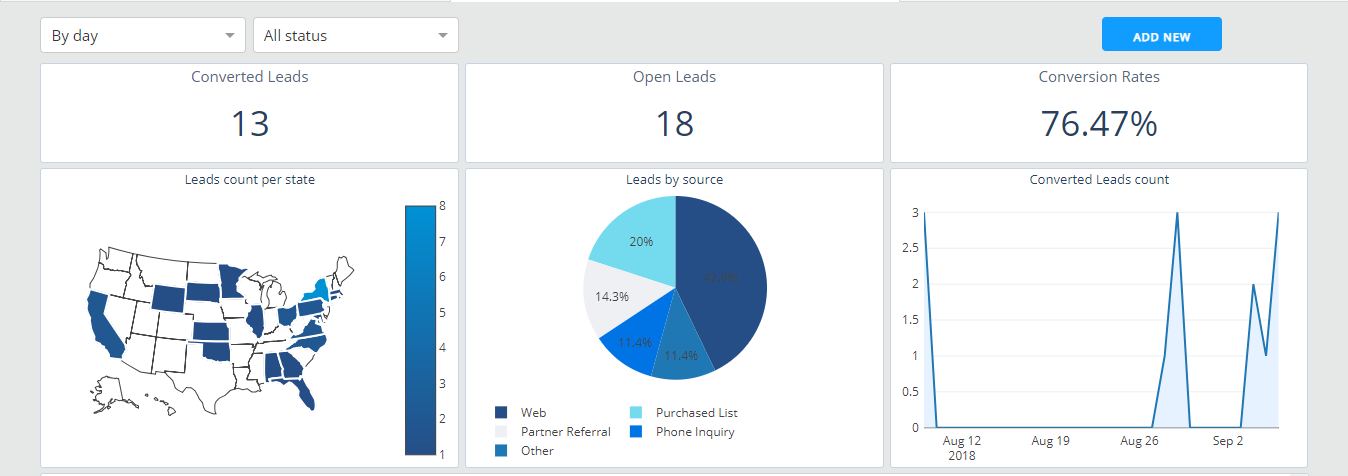 By day
All status
ADD NEW
Converted Leads
13
Open Leads
18
Conversion Rates
76.47%
Leads count per state
8
7
6
5
4
3
2
1
Leads by source
20%
14.3%
11.4%
11.4%
Web
Purchased List
Partner Referral
Phone Inquiry
Other
Converted Leads count
3
2.5
2
1.5
1
0.5
0
Aug 12
2018
Aug 19
Aug 26
Sep 2